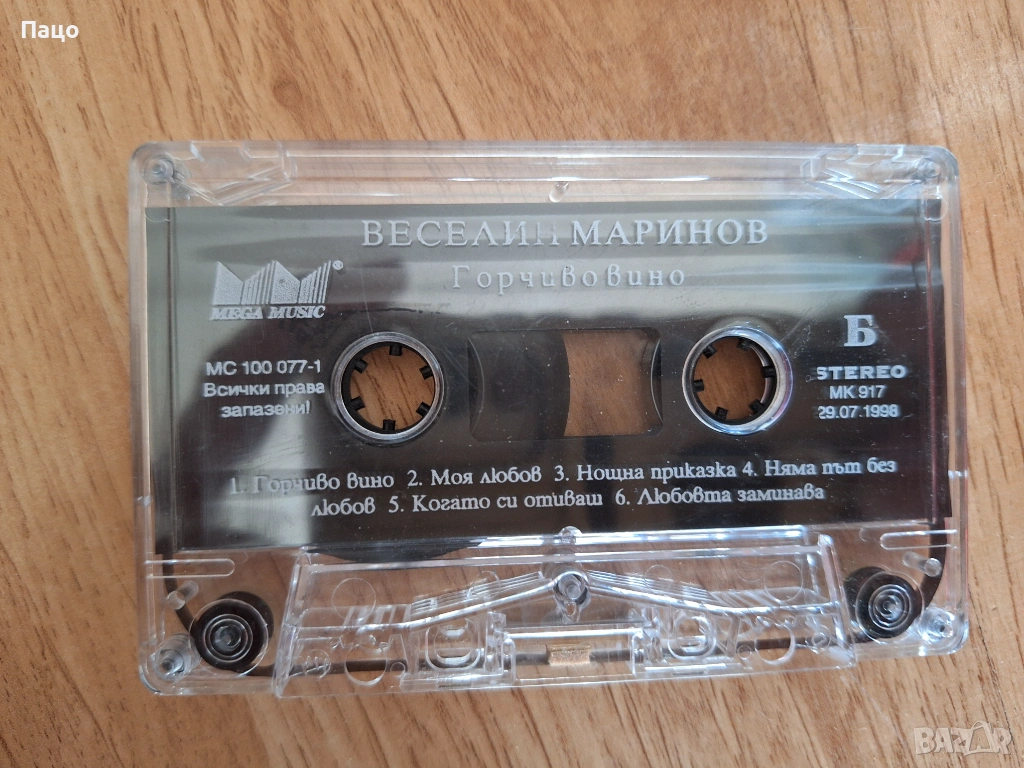 Пацо
ВЕСЕЛИН МАРИНОВ
Горчиво вино
MEGA MUSIC®
МС 100 077-1
Всички права
запазени!
Б
STEREO
МК 917
29.07.1998
1. Горчиво вино 2. Моя любов 3. Нощна приказка 4. Няма път без
любов 5. Когато си отиваш 6. Любовта заминава
BAZAR